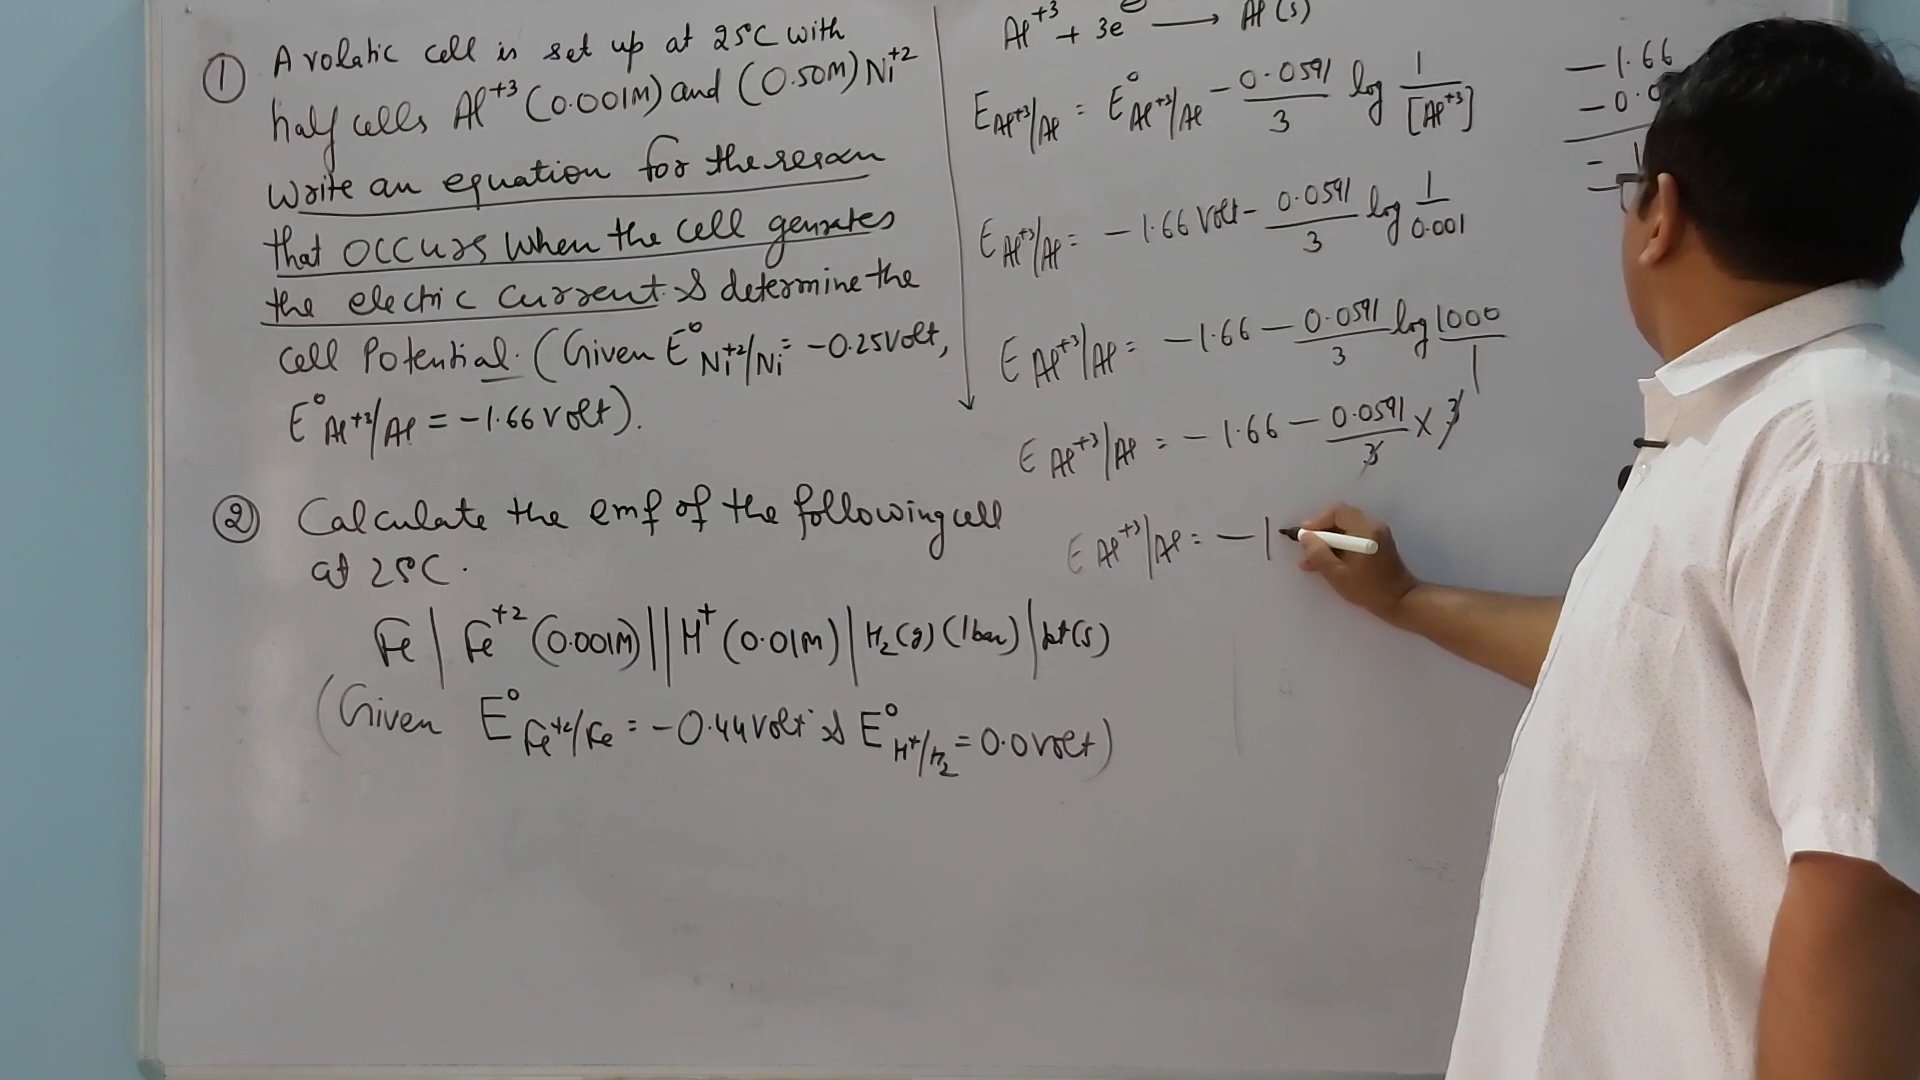 ① A volatic cell is set up at 25°C with
half cells Al⁺³ (0.001M) and (0.50M) Ni⁺²
Write an equation for the
that occurs when the cell genrates
the electric current & determine the
cell Potential. (Given E° Ni⁺²/Ni = -0.25 volt,
E° Al⁺³/Al = -1.66 volt).
② Calculate the emf of the following cell
at 25°C.
Fe | Fe⁺² (0.001M) || H⁺ (0.01M) | H₂(g) (1bar) | pt(s)
(Given E° Fe⁺²/Fe = -0.44 volt & E° H⁺/H₂ = 0.0 volt)
Al⁺³ + 3e⊖ ⟶ Al (s)
E Al⁺³/Al = E° Al⁺³/Al - 0.0591/3 log 1/[Al⁺³]
E Al⁺³/Al = -1.66 Volt - 0.0591/3 log 1/0.001
E Al⁺³/Al = -1.66 - 0.0591/3 log 1000/1
E Al⁺³/Al = -1.66 - 0.0591/3 × 3
E Al⁺³/Al = -1
-1.66
-0.0